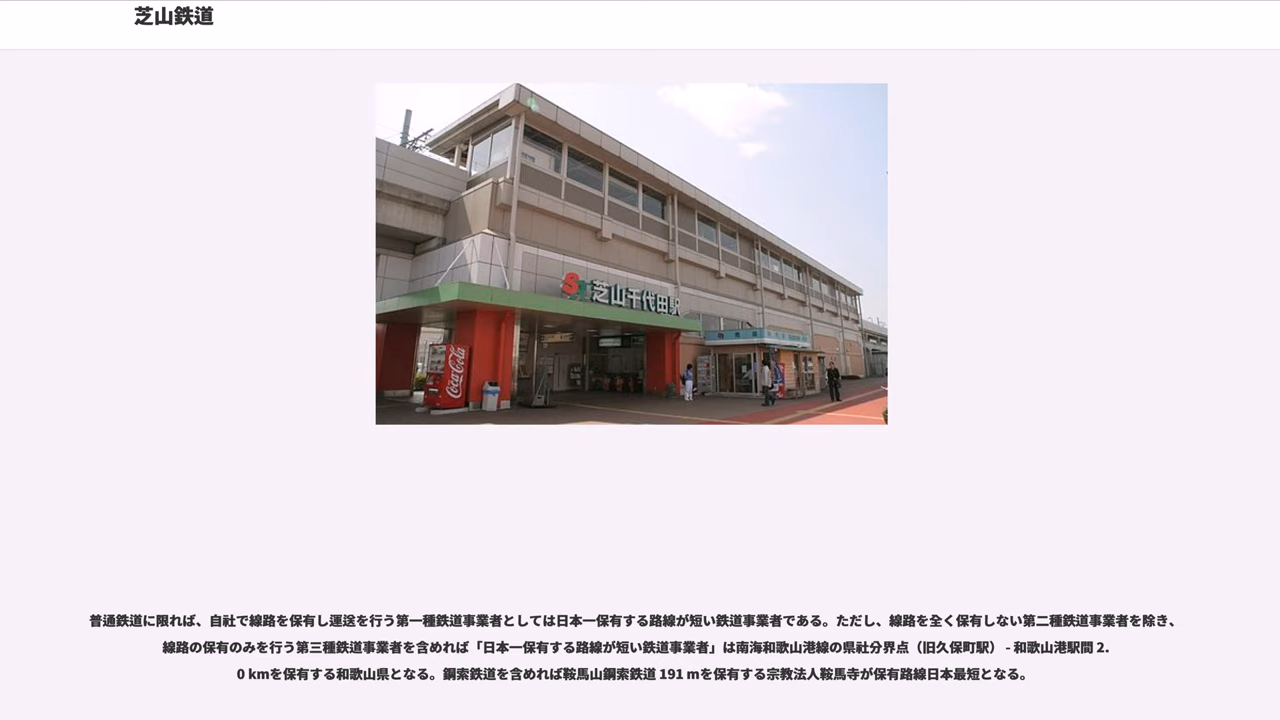 芝山鉄道
芝山千代田駅
Coca-Cola
普通鉄道に限れば、自社で線路を保有し運送を行う第一種鉄道事業者としては日本一保有する路線が短い鉄道事業者である。ただし、線路を全く保有しない第二種鉄道事業者を除き、
線路の保有のみを行う第三種鉄道事業者を含めれば「日本一保有する路線が短い鉄道事業者」は南海和歌山港線の県社分界点（旧久保町駅） - 和歌山港駅間 2.
0 kmを保有する和歌山県となる。鋼索鉄道を含めれば鞍馬山鋼索鉄道 191 mを保有する宗教法人鞍馬寺が保有路線日本最短となる。